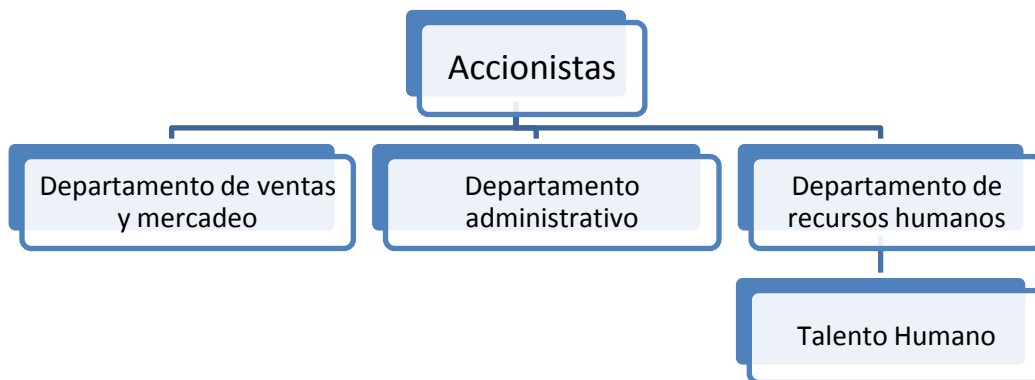 Accionistas
Departamento de ventas
y mercadeo
Departamento
administrativo
Departamento de
recursos humanos
Talento Humano